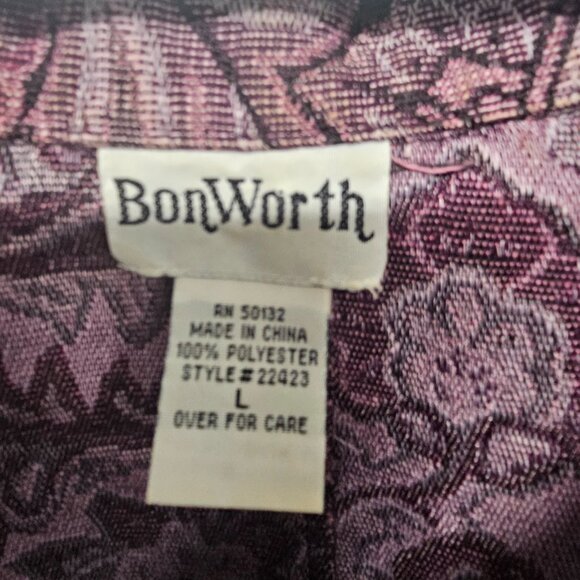 BonWorth
RN 50132
MADE IN CHINA
100% POLYESTER
STYLE#22423
L
OVER FOR CARE